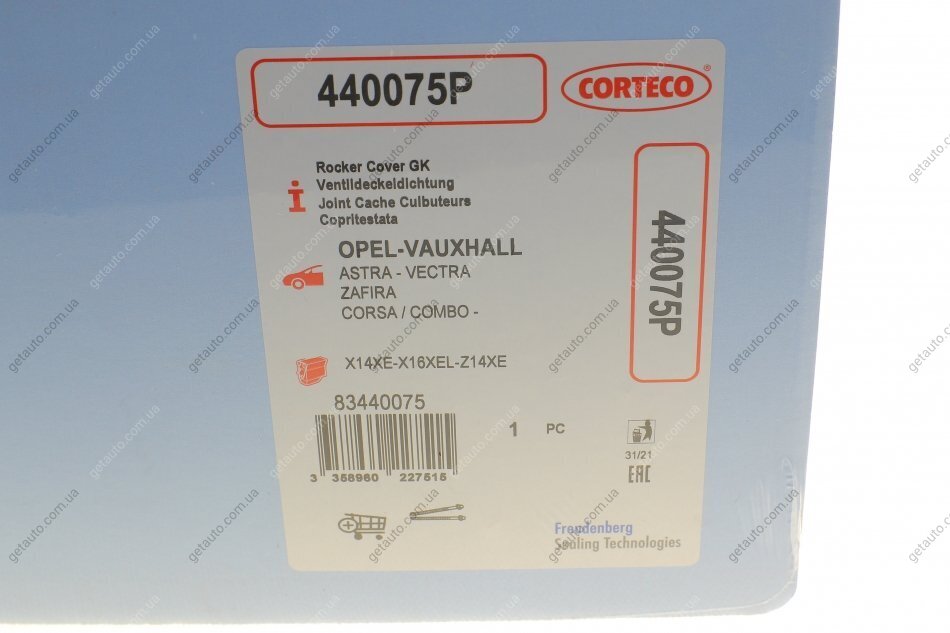 440075P
CORTECO®
Rocker Cover GK
Ventildeckeldichtung
Joint Cache Culbuteurs
Copritestata
OPEL-VAUXHALL
ASTRA - VECTRA
ZAFIRA
CORSA / COMBO -
440075P
X14XE-X16XEL-Z14XE
83440075
1 PC
3 358960 227515
31/21
EAC
Freudenberg
Sealing Technologies
getauto.com.ua